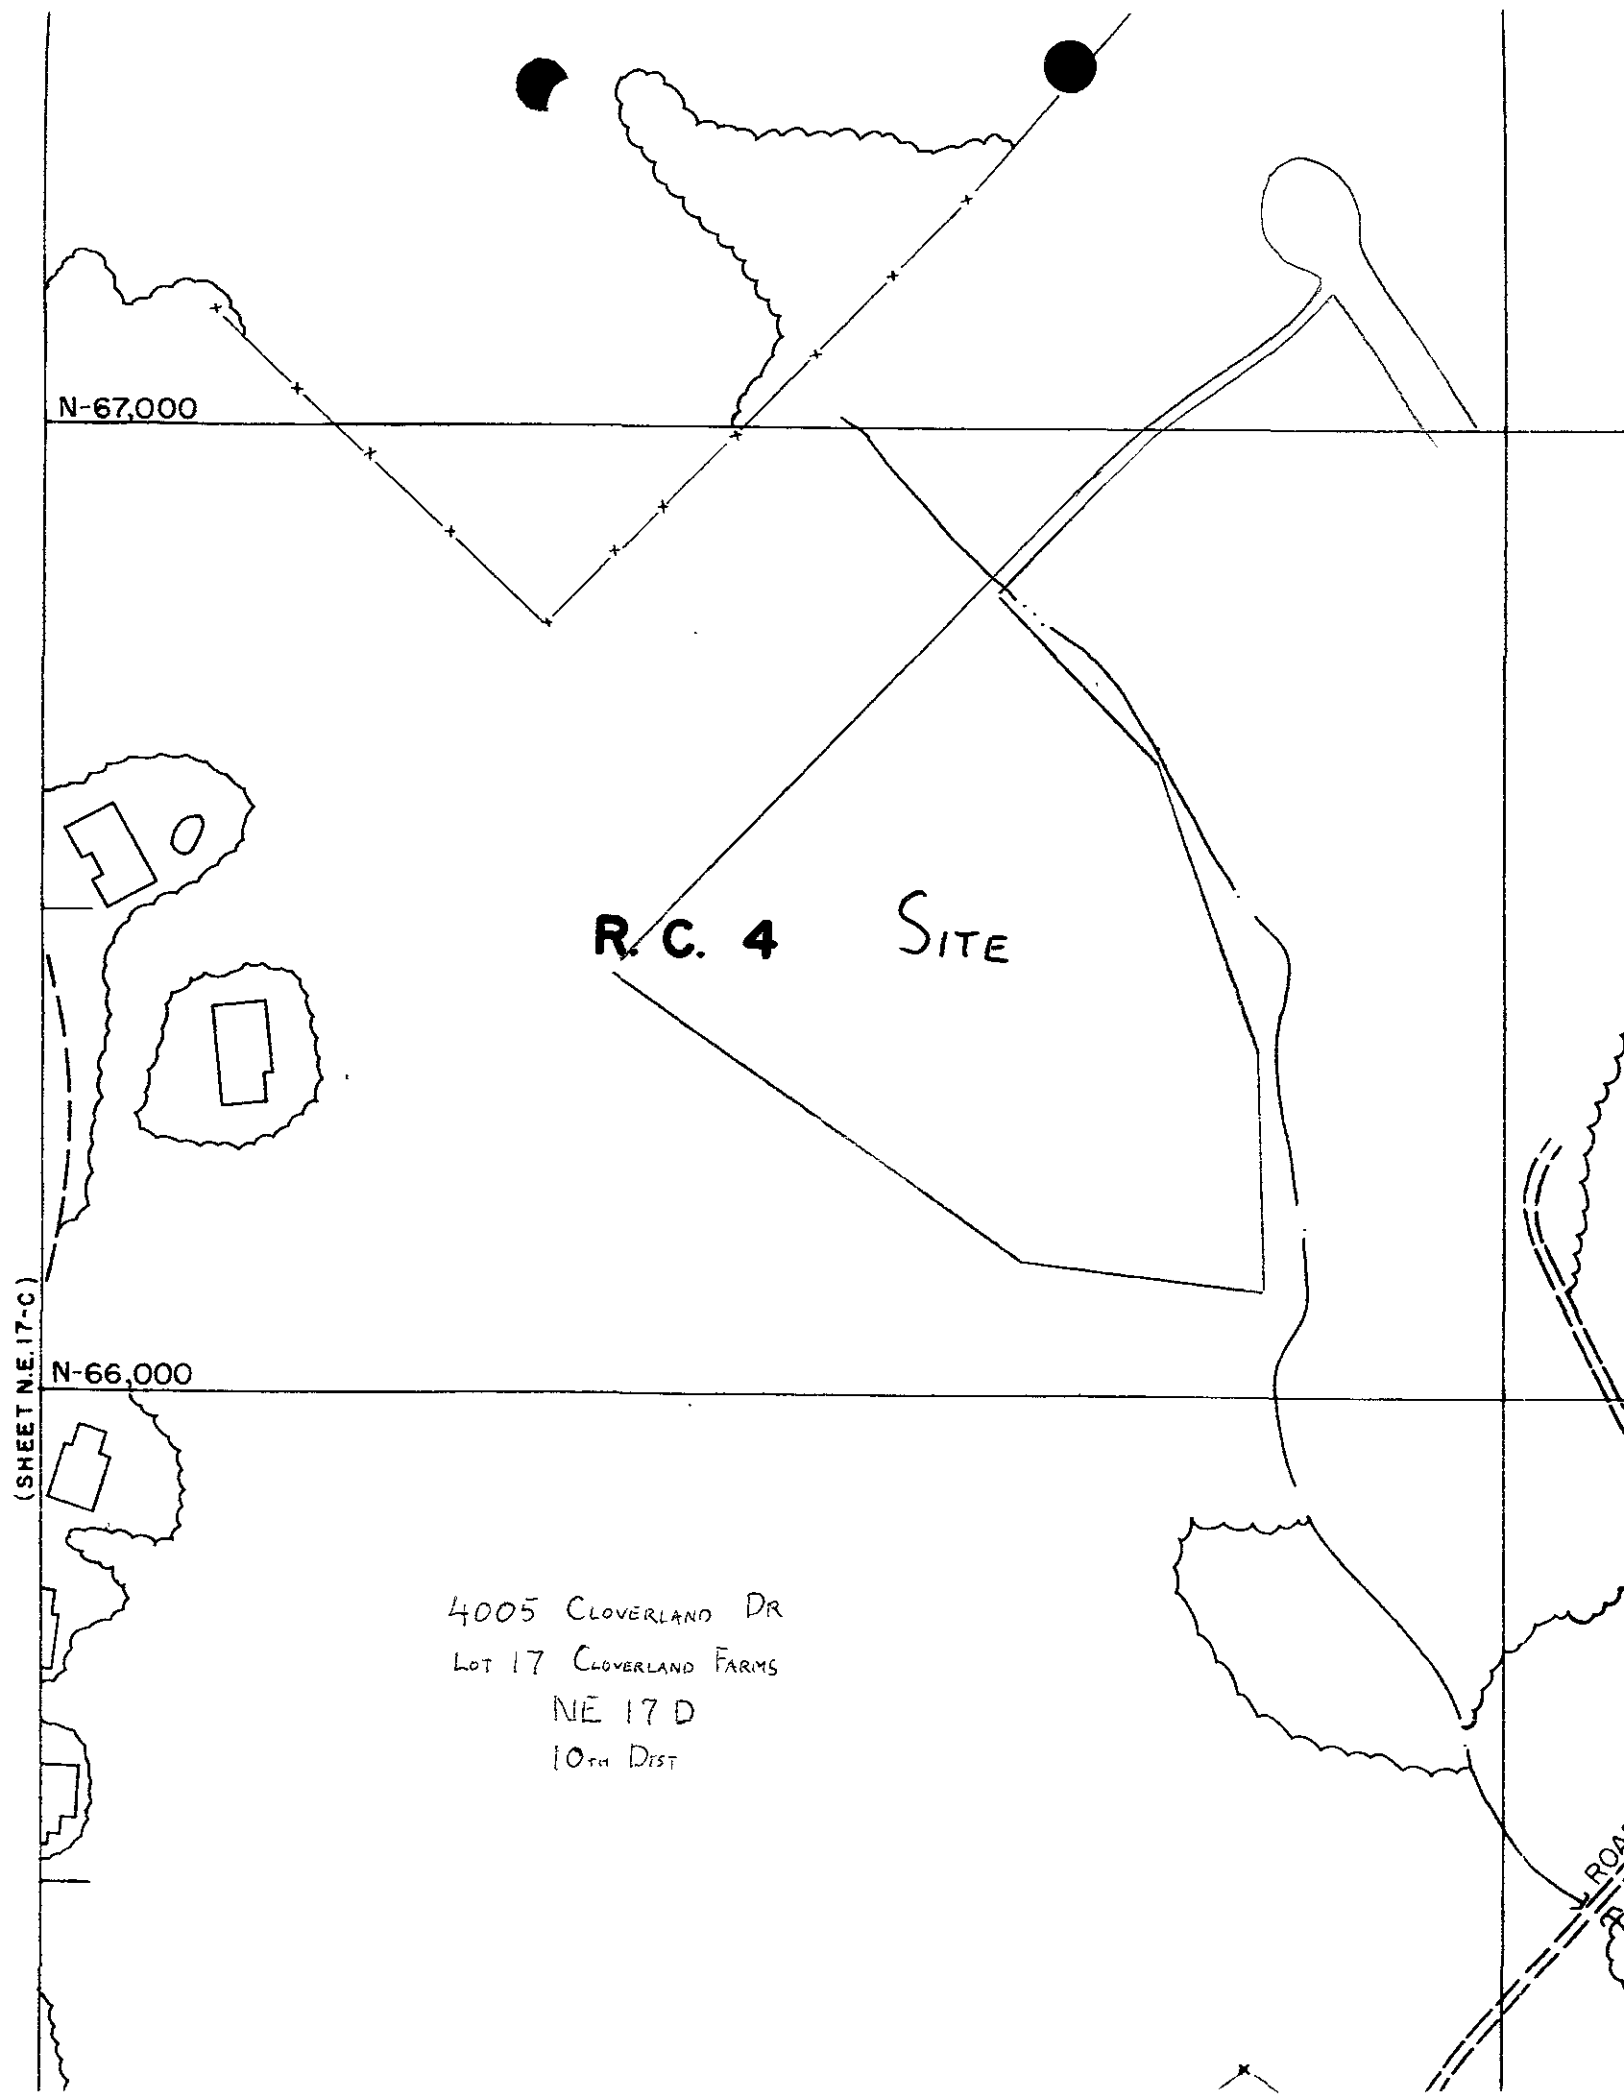 N-67,000
R. C. 4 SITE
(SHEET N.E. 17-C)
N-66,000
4005 CLOVERLAND DR
LOT 17 CLOVERLAND FARMS
NE 17 D
10TH DIST